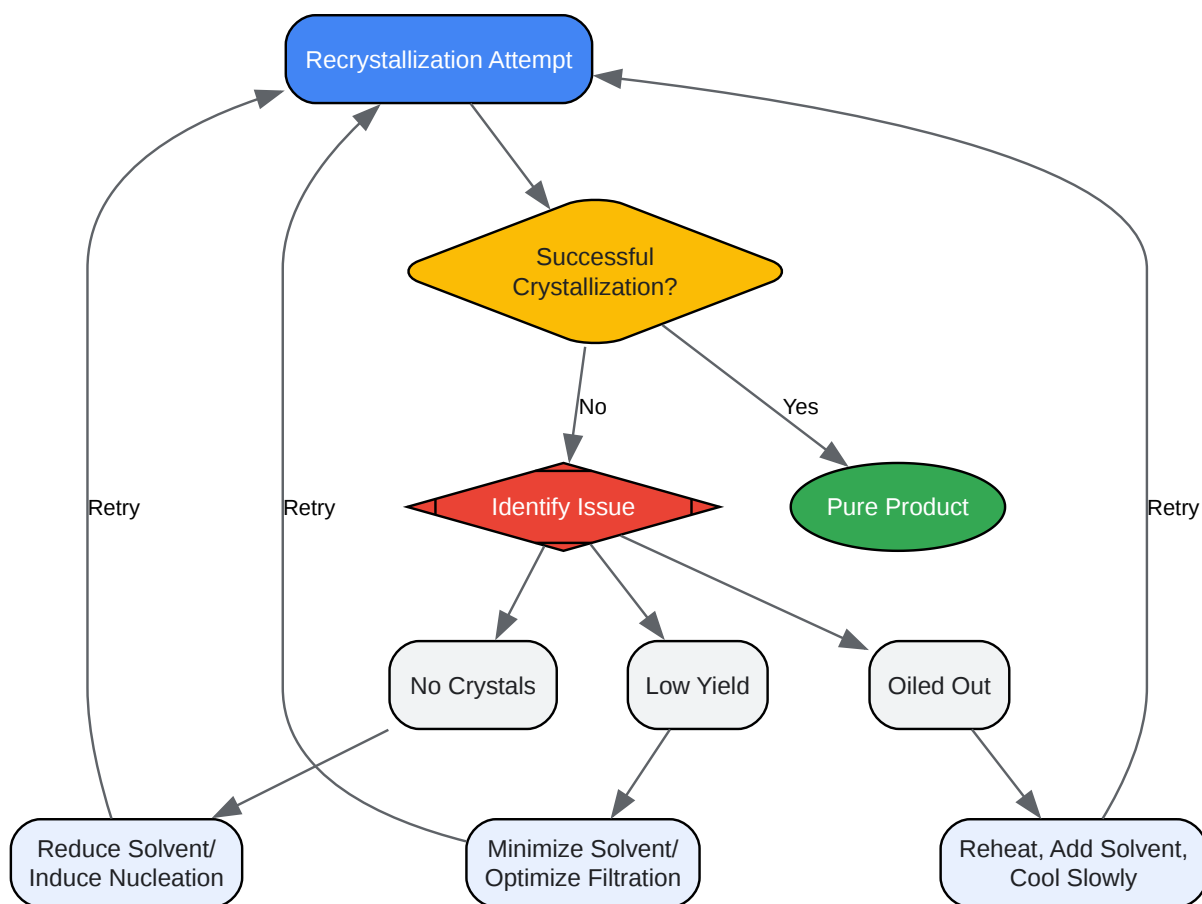 Recrystallization Attempt
Successful
Crystallization?
No
Yes
Identify Issue
Pure Product
Retry
Retry
Retry
No Crystals
Low Yield
Oiled Out
Reduce Solvent/
Induce Nucleation
Minimize Solvent/
Optimize Filtration
Reheat, Add Solvent,
Cool Slowly